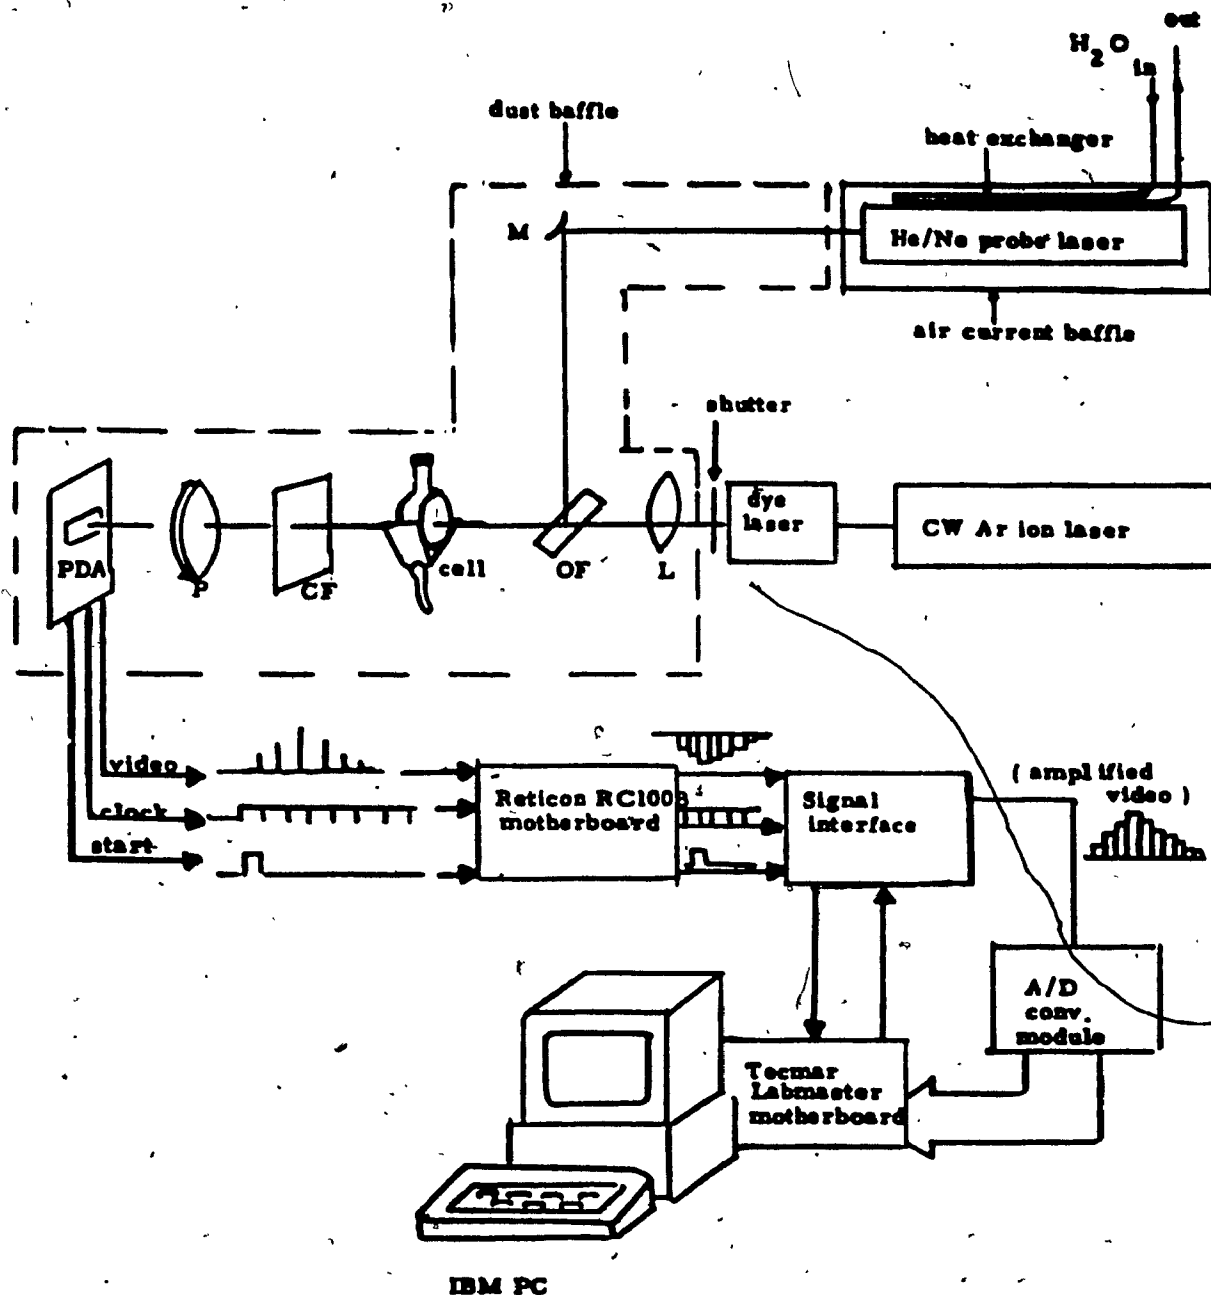 out
H2O
in
dust baffle
heat exchanger
M
He/Ne probe laser
air current baffle
shutter
dye
laser
CW Ar ion laser
PDA
P
CF
cell
OF
L
video
clock
start
Reticon RC100B
motherboard
Signal
interface
( amplified
video )
A/D
conv.
module
Tecmar
Labmaster
motherboard
IBM PC